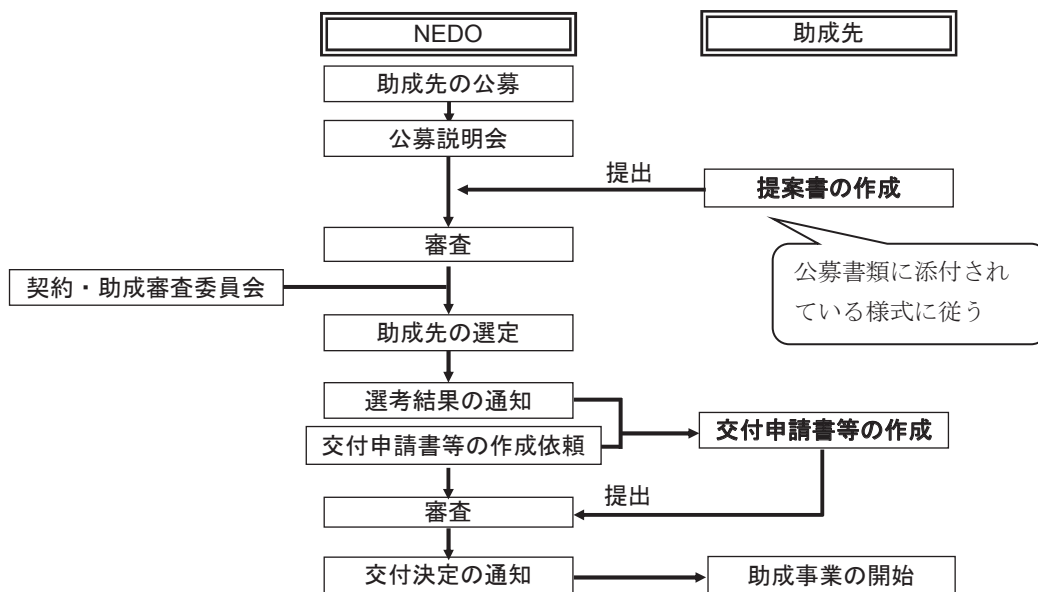 NEDO
助成先
助成先の公募
公募説明会
提出
提案書の作成
公募書類に添付され
ている様式に従う
審査
契約・助成審査委員会
助成先の選定
選考結果の通知
交付申請書等の作成依頼
交付申請書等の作成
提出
審査
交付決定の通知
助成事業の開始